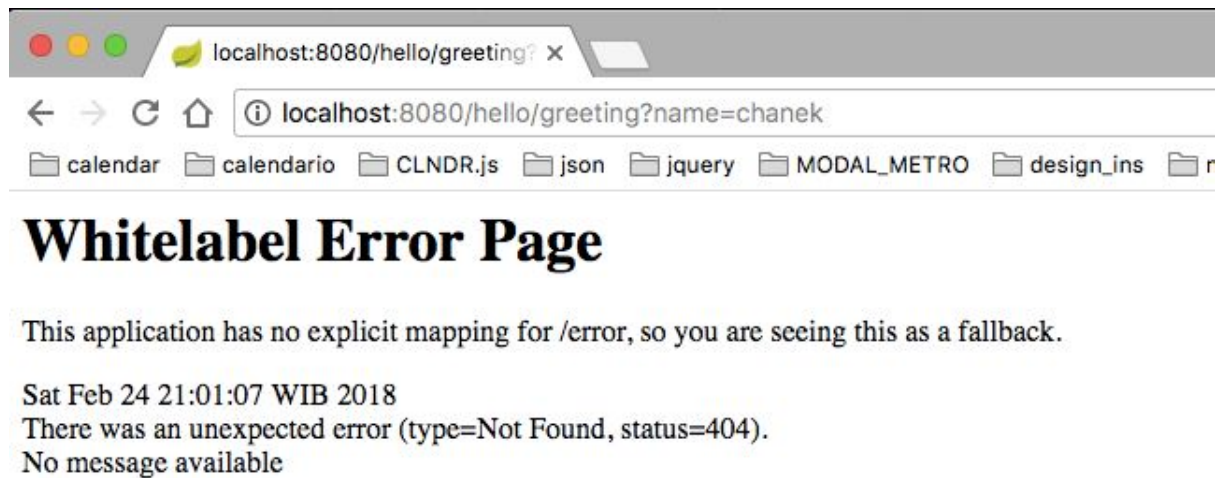 localhost:8080/hello/greeting?
localhost:8080/hello/greeting?name=chanek
calendar calendario CLNDR.js json jquery MODAL_METRO design_ins
Whitelabel Error Page
This application has no explicit mapping for /error, so you are seeing this as a fallback.
Sat Feb 24 21:01:07 WIB 2018
There was an unexpected error (type=Not Found, status=404).
No message available